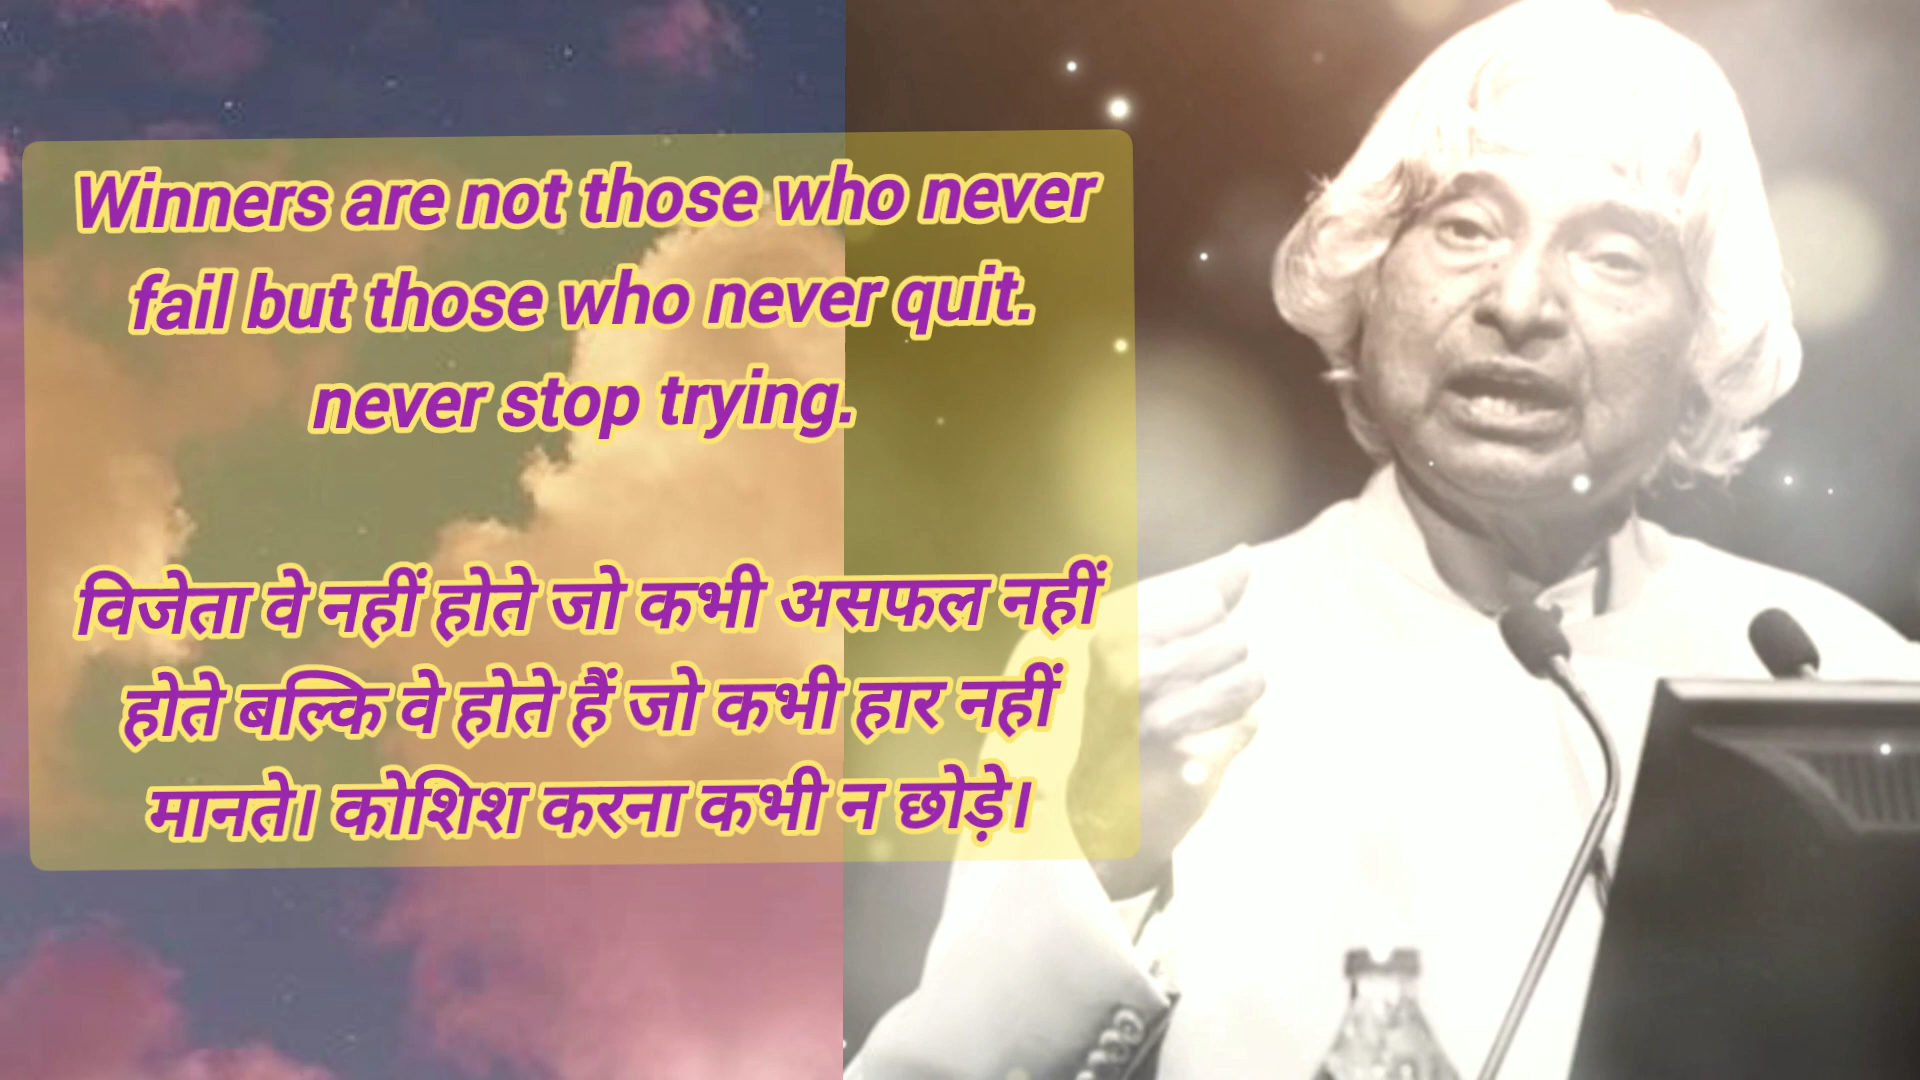 Winners are not those who never
fail but those who never quit.
never stop trying.
विजेता वे नहीं होते जो कभी असफल नहीं
होते बल्कि वे होते हैं जो कभी हार नहीं
मानते। कोशिश करना कभी न छोड़े।